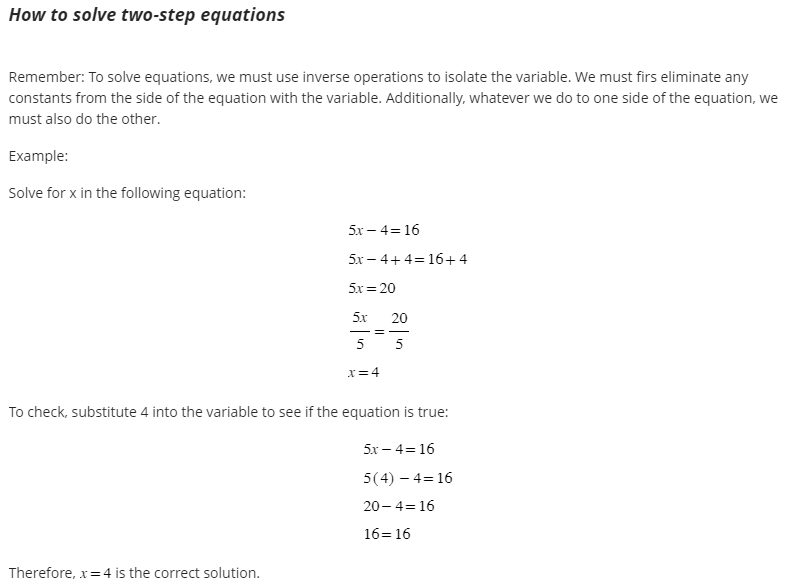 How to solve two-step equations
Remember: To solve equations, we must use inverse operations to isolate the variable. We must firs eliminate any
constants from the side of the equation with the variable. Additionally, whatever we do to one side of the equation, we
must also do the other.
Example:
Solve for x in the following equation:
5x − 4 = 16
5x − 4 + 4 = 16 + 4
5x = 20
5x/5 = 20/5
x = 4
To check, substitute 4 into the variable to see if the equation is true:
5x − 4 = 16
5(4) − 4 = 16
20 − 4 = 16
16 = 16
Therefore, x = 4 is the correct solution.